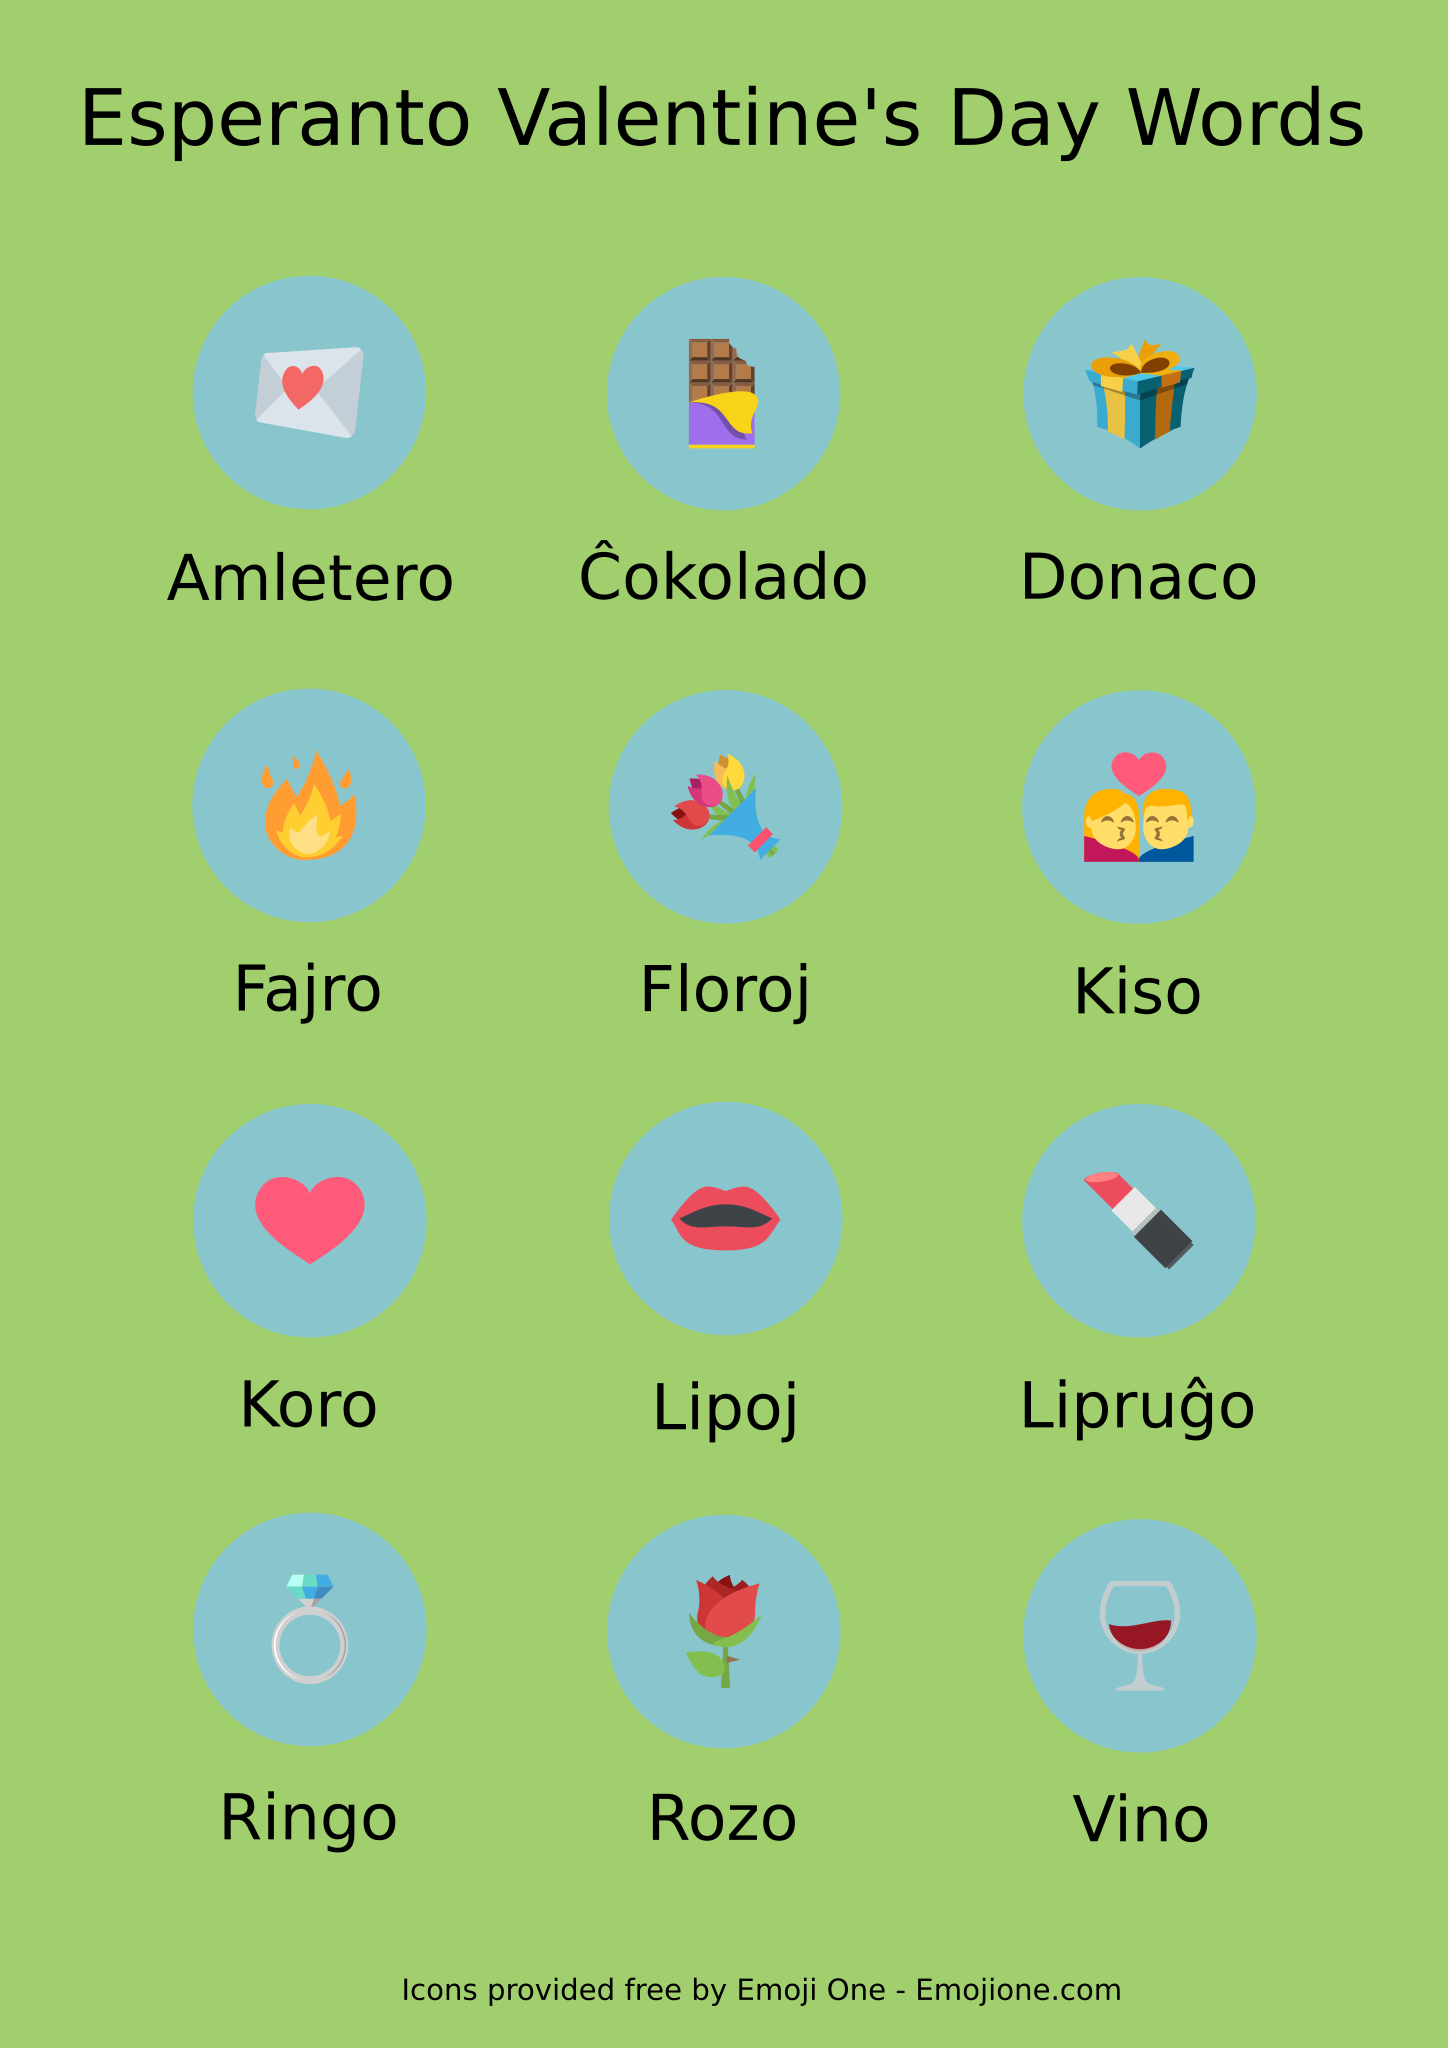 Esperanto Valentine's Day Words
Amletero
Ĉokolado
Donaco
Fajro
Floroj
Kiso
Koro
Lipoj
Lipruĝo
Ringo
Rozo
Vino
Icons provided free by Emoji One - Emojione.com